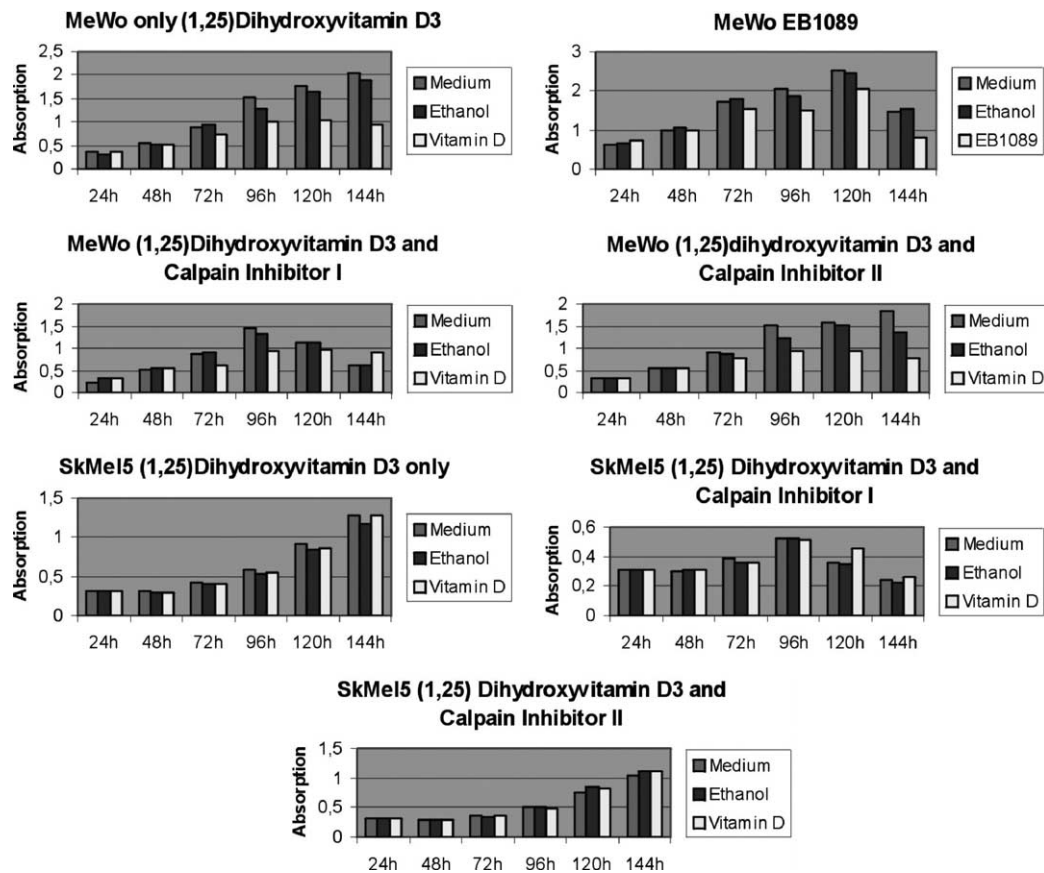 MeWo only (1,25)Dihydroxyvitamin D3
Absorption
2,5
2
1,5
1
0,5
0
24h 48h 72h 96h 120h 144h
Medium
Ethanol
Vitamin D
MeWo EB1089
Absorption
3
2
1
0
24h 48h 72h 96h 120h 144h
Medium
Ethanol
EB1089
MeWo (1,25)Dihydroxyvitamin D3 and
Calpain Inhibitor I
Absorption
2
1,5
1
0,5
0
24h 48h 72h 96h 120h 144h
Medium
Ethanol
Vitamin D
MeWo (1,25)dihydroxyvitamin D3 and
Calpain Inhibitor II
Absorption
2
1,5
1
0,5
0
24h 48h 72h 96h 120h 144h
Medium
Ethanol
Vitamin D
SkMel5 (1,25)Dihydroxyvitamin D3 only
Absorption
1,5
1
0,5
0
24h 48h 72h 96h 120h 144h
Medium
Ethanol
Vitamin D
SkMel5 (1,25) Dihydroxyvitamin D3 and
Calpain Inhibitor I
Absorption
0,6
0,4
0,2
0
24h 48h 72h 96h 120h 144h
Medium
Ethanol
Vitamin D
SkMel5 (1,25) Dihydroxyvitamin D3 and
Calpain Inhibitor II
Absorption
1,5
1
0,5
0
24h 48h 72h 96h 120h 144h
Medium
Ethanol
Vitamin D